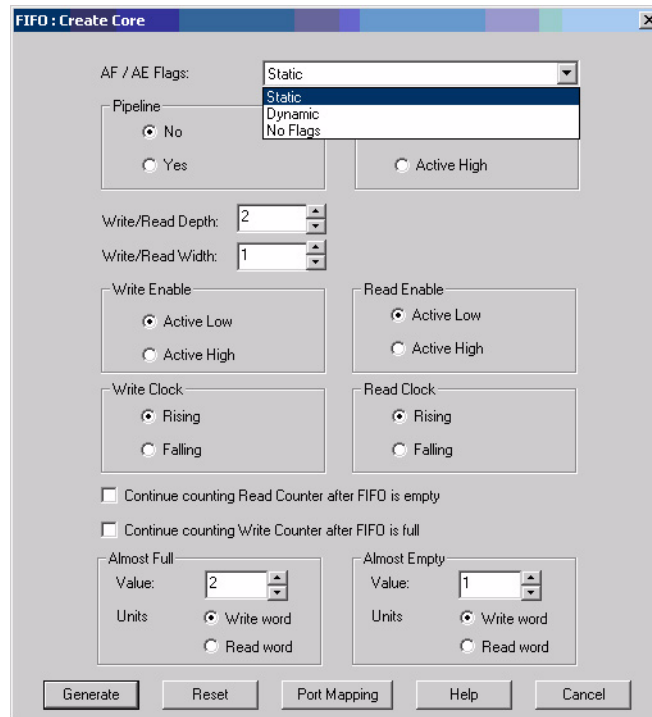 FIFO : Create Core
AF / AE Flags: Static
Static
Dynamic
No Flags
Pipeline
No
Yes
Active High
Write/Read Depth: 2
Write/Read Width: 1
Write Enable
Active Low
Active High
Read Enable
Active Low
Active High
Write Clock
Rising
Falling
Read Clock
Rising
Falling
Continue counting Read Counter after FIFO is empty
Continue counting Write Counter after FIFO is full
Almost Full
Value: 2
Units Write word
Read word
Almost Empty
Value: 1
Units Write word
Read word
Generate Reset Port Mapping Help Cancel